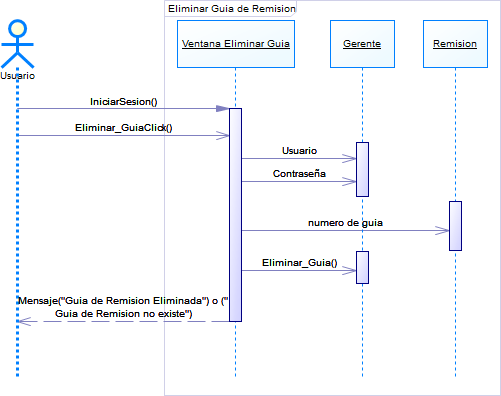 Eliminar Guia de Remision
Ventana Eliminar Guia
Gerente
Remision
Usuario
IniciarSesion()
Eliminar_GuiaClick()
Usuario
Contraseña
numero de guia
Eliminar_Guia()
Mensaje("Guia de Remision Eliminada") o ("
Guia de Remision no existe")